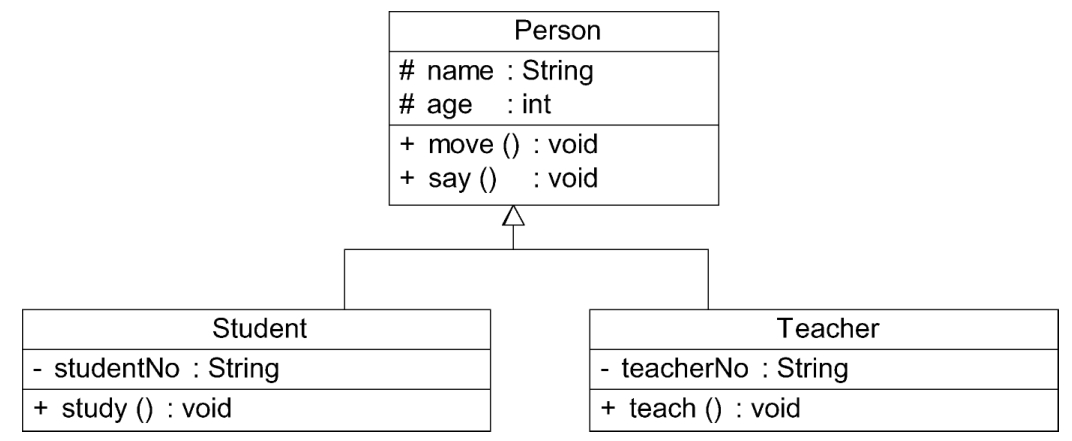 Person
# name : String
# age : int
+ move () : void
+ say () : void
Student
- studentNo : String
+ study () : void
Teacher
- teacherNo : String
+ teach () : void